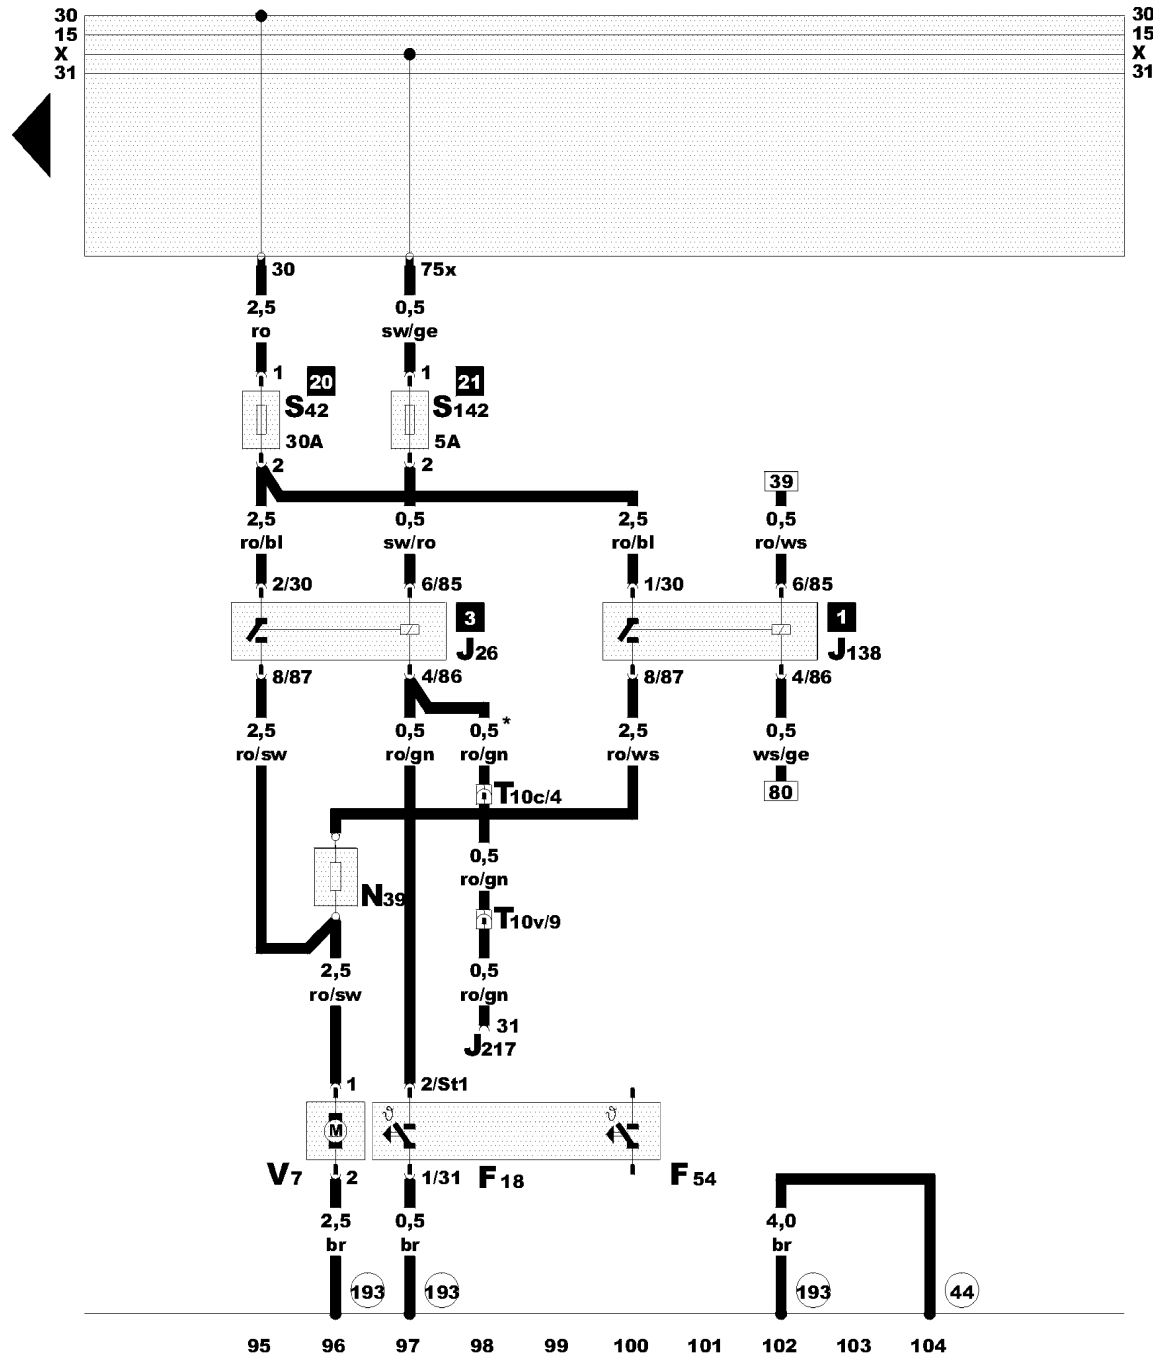 30 30
15 15
X X
31 31
30 75x
2,5 0,5
ro sw/ge
1 1
20 21
S42 S142
30A 5A
2 2
39
2,5 0,5 2,5 0,5
ro/bl sw/ro ro/bl ro/ws
2/30 6/85 1/30 6/85
3 1
J26 J138
8/87 4/86 8/87 4/86
2,5 0,5 0,5* 2,5 0,5
ro/sw ro/gn ro/gn ro/ws ws/ge
T10c/4 80
0,5
ro/gn
N39
T10v/9
2,5 0,5
ro/sw ro/gn
31
J217
1 2/St1
ϑ ϑ
M
V7 2 1/31 F18 F54
2,5 0,5 4,0
br br br
193 193 193 44
95 96 97 98 99 100 101 102 103 104